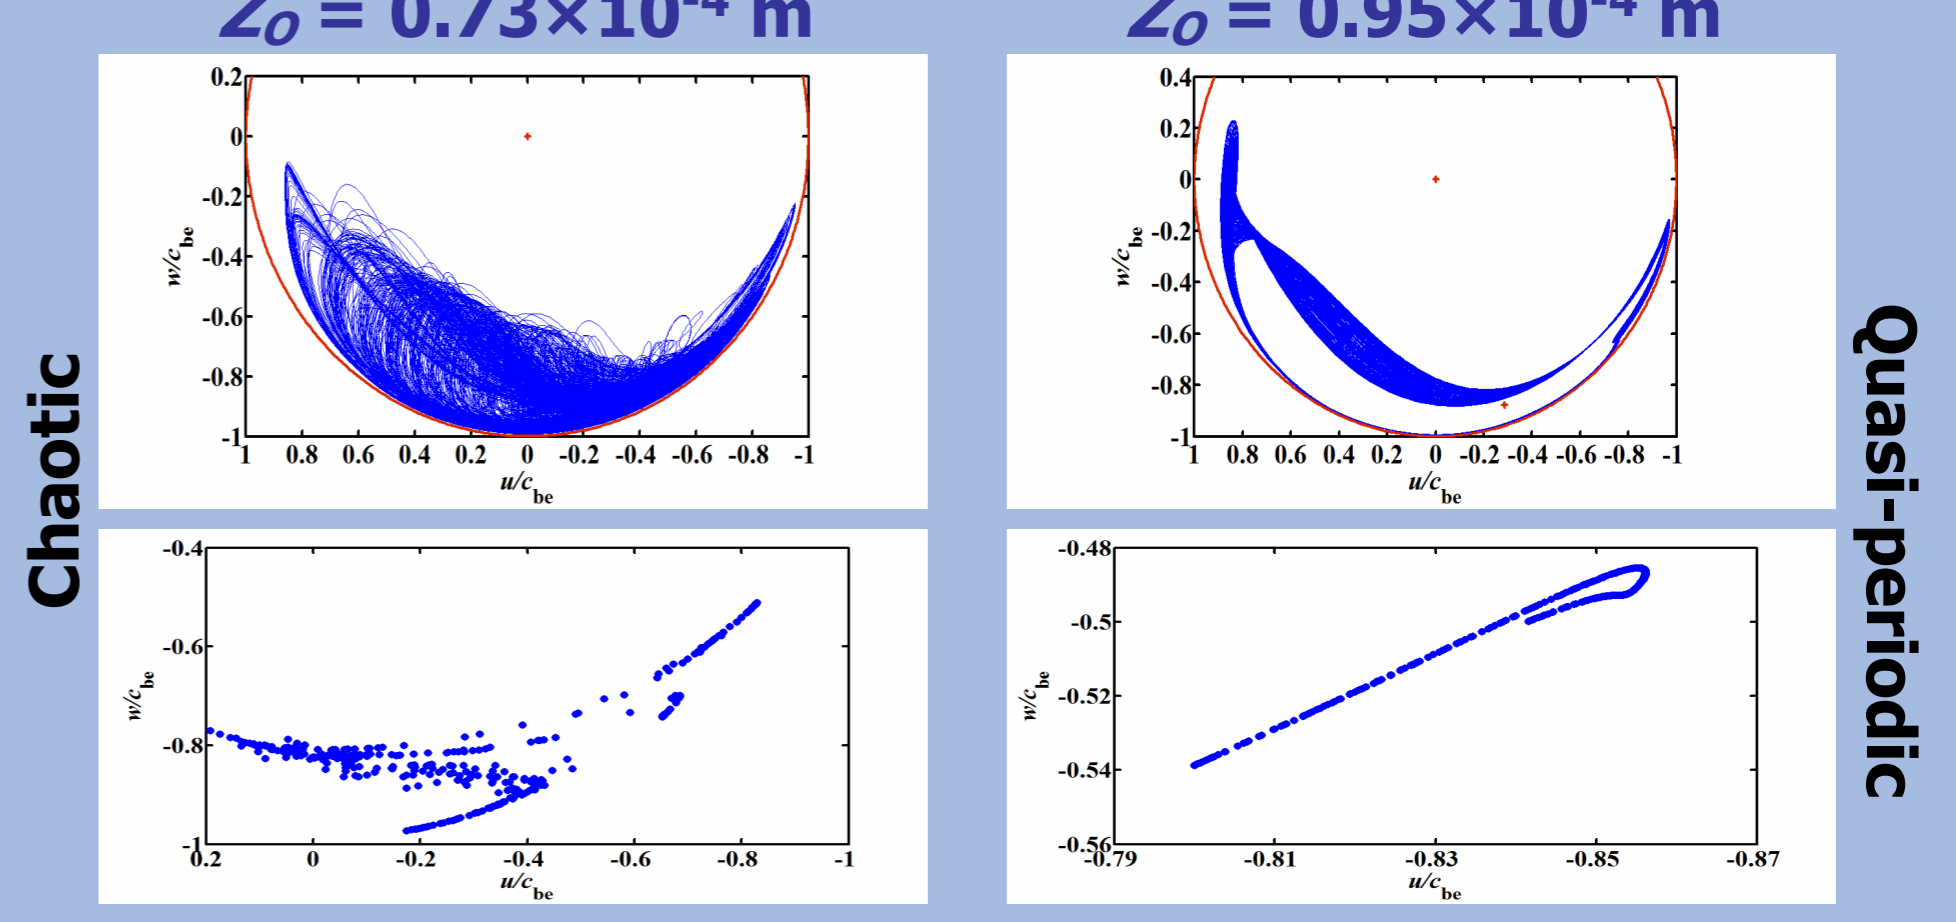 Z_O = 0.73×10⁻⁴ m
Z_O = 0.95×10⁻⁴ m
Chaotic
0.2
0
-0.2
-0.4
-0.6
-0.8
-1
w/c_be
1 0.8 0.6 0.4 0.2 0 -0.2 -0.4 -0.6 -0.8 -1
u/c_be
0.4
0.2
0
-0.2
-0.4
-0.6
-0.8
-1
w/c_be
1 0.8 0.6 0.4 0.2 0 -0.2 -0.4 -0.6 -0.8 -1
u/c_be
-0.4
-0.6
-0.8
-1
w/c_be
0.2 0 -0.2 -0.4 -0.6 -0.8 -1
u/c_be
-0.48
-0.5
-0.52
-0.54
-0.56
w/c_be
-0.79 -0.81 -0.83 -0.85 -0.87
u/c_be
Quasi-periodic